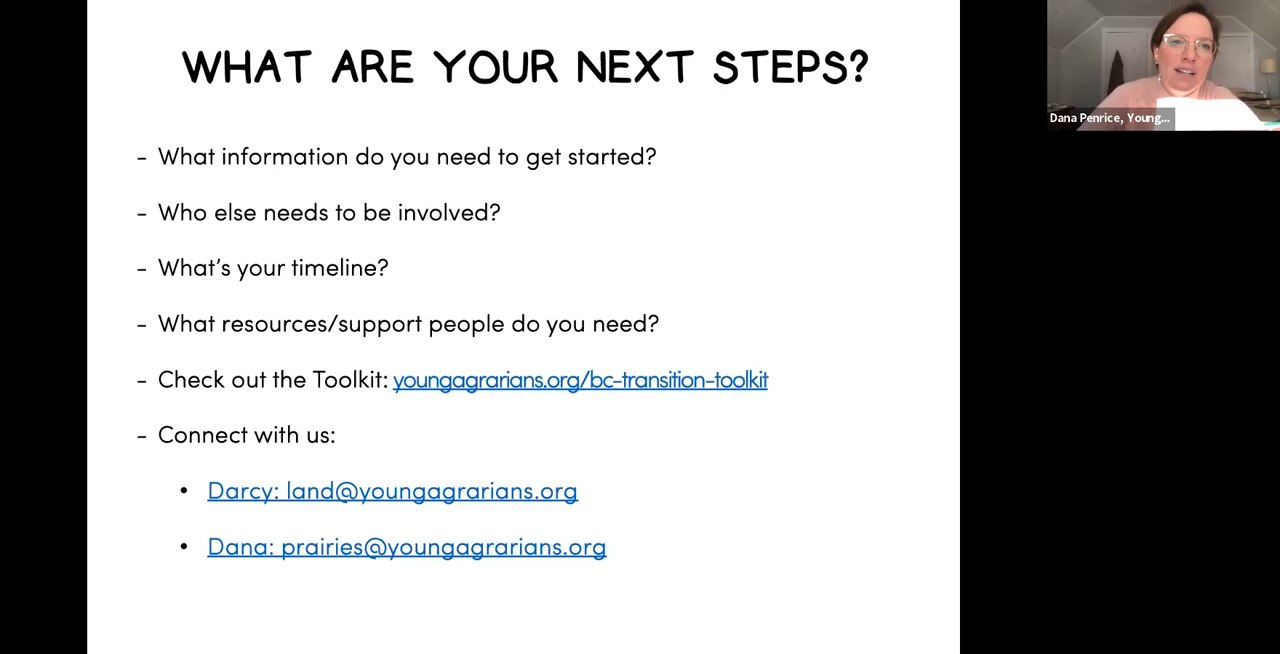 WHAT ARE YOUR NEXT STEPS?
- What information do you need to get started?
- Who else needs to be involved?
- What's your timeline?
- What resources/support people do you need?
- Check out the Toolkit: youngagrarians.org/bc-transition-toolkit
- Connect with us:
• Darcy: land@youngagrarians.org
• Dana: prairies@youngagrarians.org
Dana Penrice, Young...